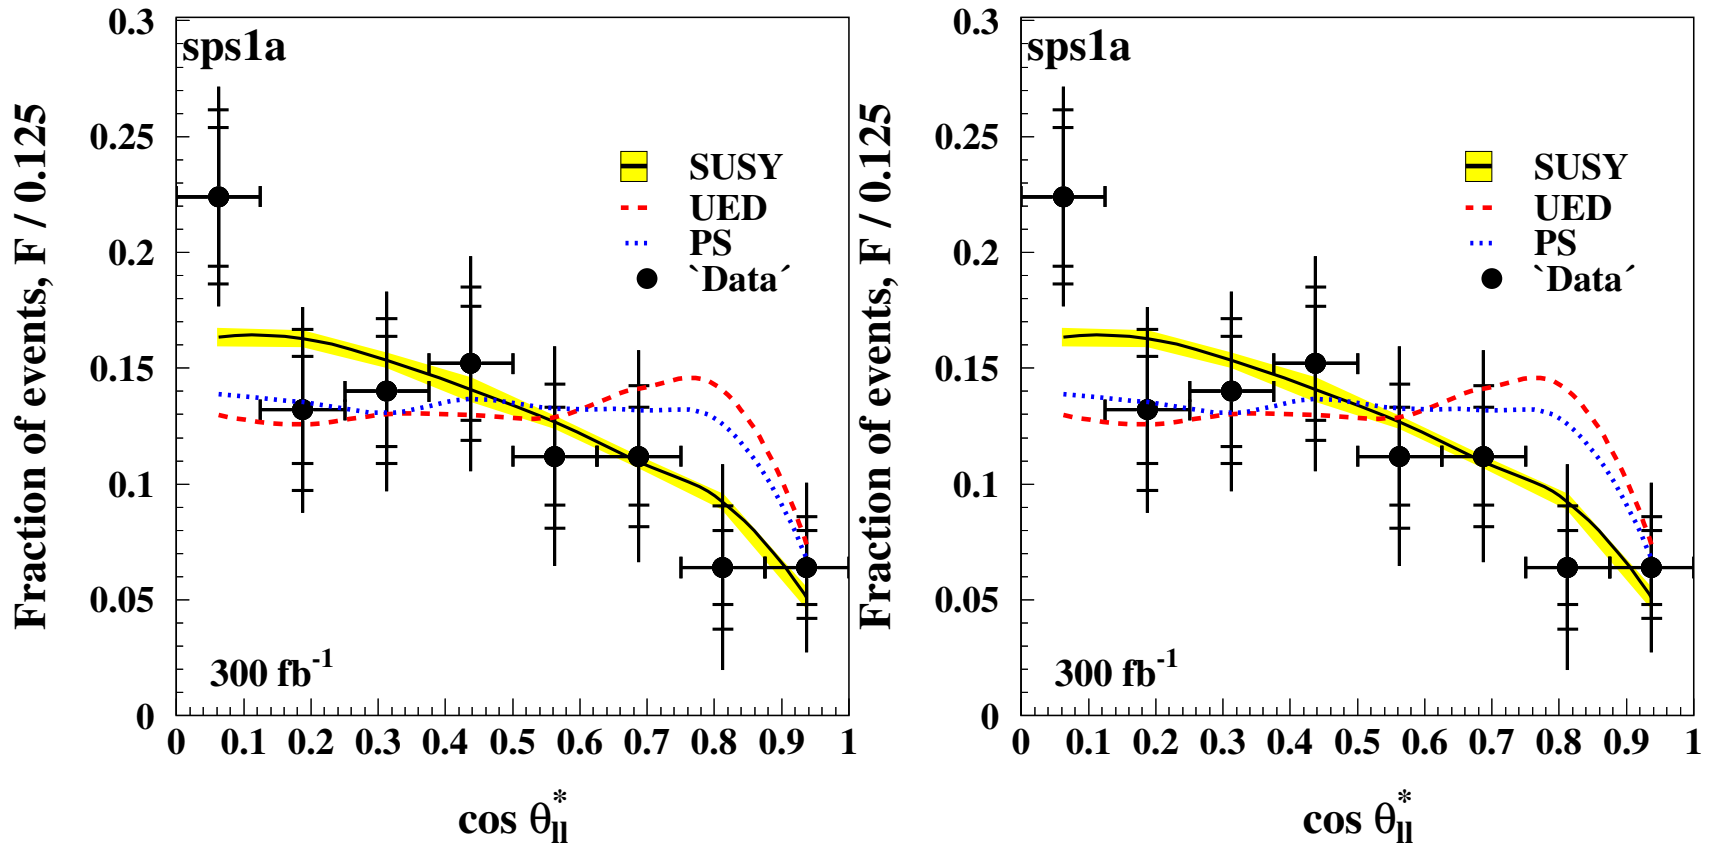 Fraction of events, F / 0.125
sps1a
0.3
0.25
0.2
0.15
0.1
0.05
0
SUSY
UED
PS
`Data´
300 fb-1
0 0.1 0.2 0.3 0.4 0.5 0.6 0.7 0.8 0.9 1
cos θ*ll
Fraction of events, F / 0.125
sps1a
0.3
0.25
0.2
0.15
0.1
0.05
0
SUSY
UED
PS
`Data´
300 fb-1
0 0.1 0.2 0.3 0.4 0.5 0.6 0.7 0.8 0.9 1
cos θ*ll